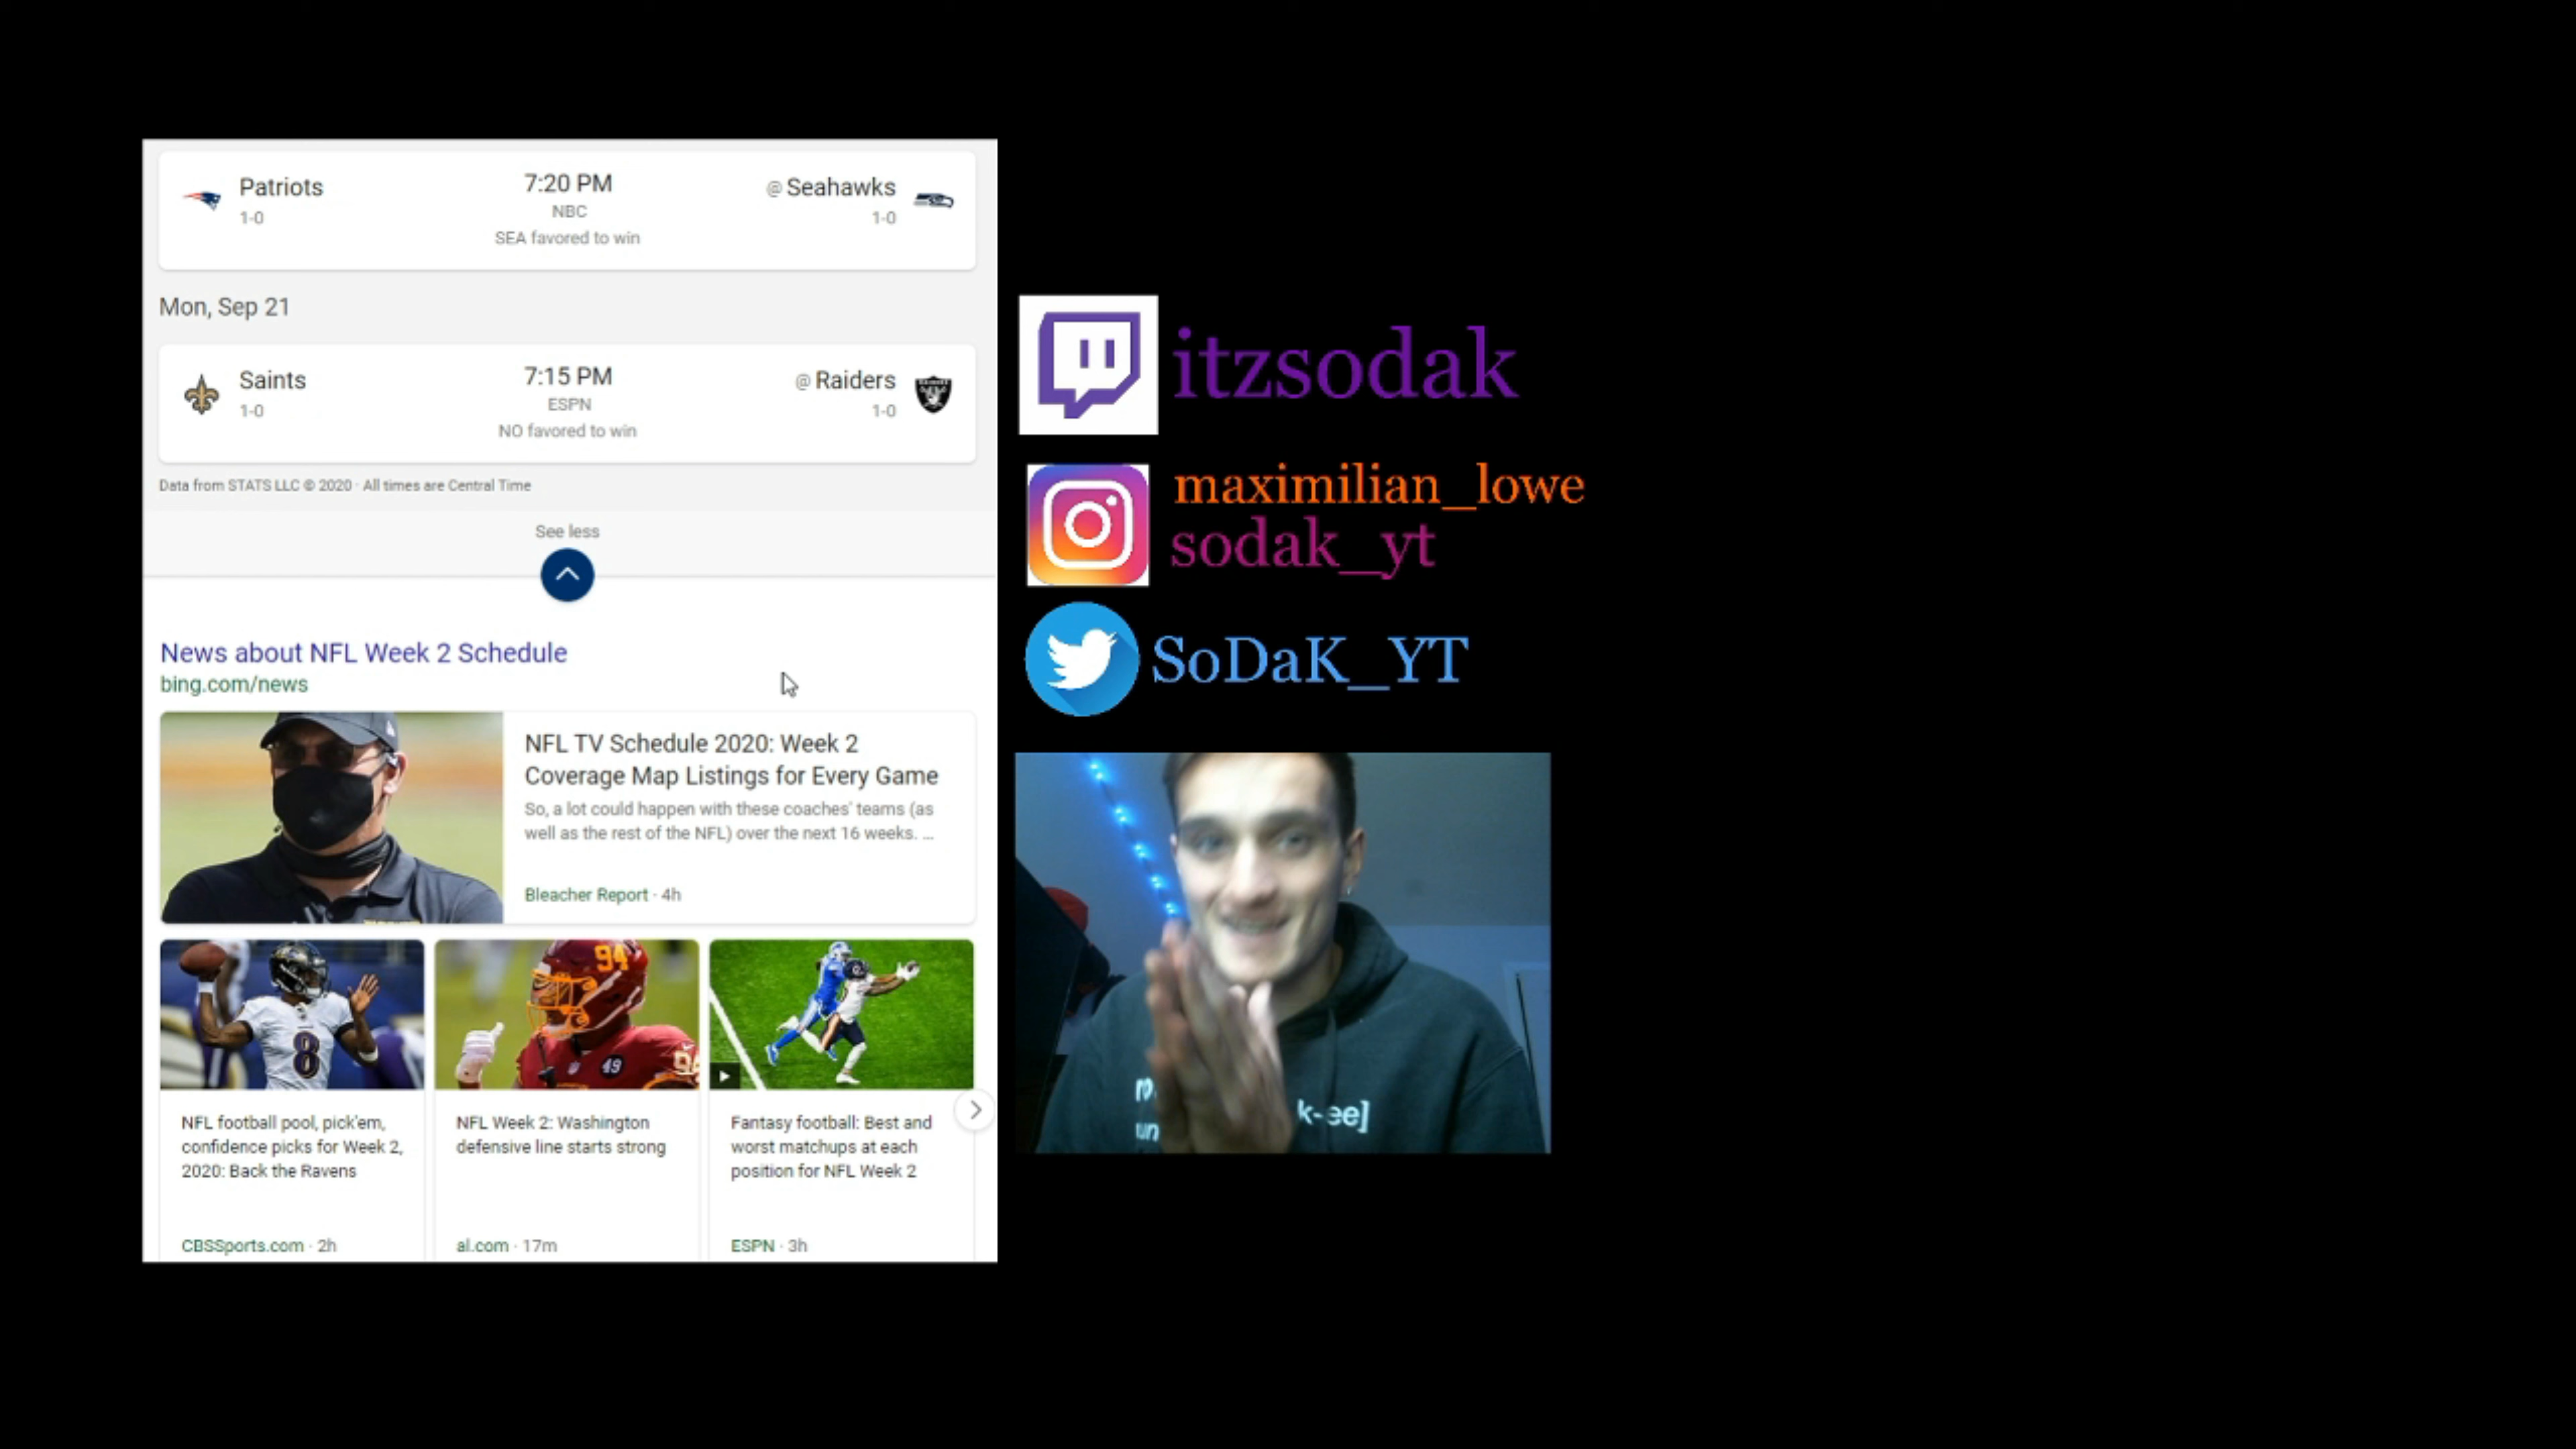 Patriots
1-0
7:20 PM
NBC
SEA favored to win
@ Seahawks
1-0
Mon, Sep 21
Saints
1-0
7:15 PM
ESPN
NO favored to win
@ Raiders
1-0
Data from STATS LLC © 2020 · All times are Central Time
See less
News about NFL Week 2 Schedule
bing.com/news
NFL TV Schedule 2020: Week 2
Coverage Map Listings for Every Game
So, a lot could happen with these coaches' teams (as
well as the rest of the NFL) over the next 16 weeks. ...
Bleacher Report · 4h
8
94
49
NFL football pool, pick'em,
confidence picks for Week 2,
2020: Back the Ravens
CBSSports.com · 2h
NFL Week 2: Washington
defensive line starts strong
al.com · 17m
Fantasy football: Best and
worst matchups at each
position for NFL Week 2
ESPN · 3h
itzsodak
maximilian_lowe
sodak_yt
SoDaK_YT
k-ee]
un